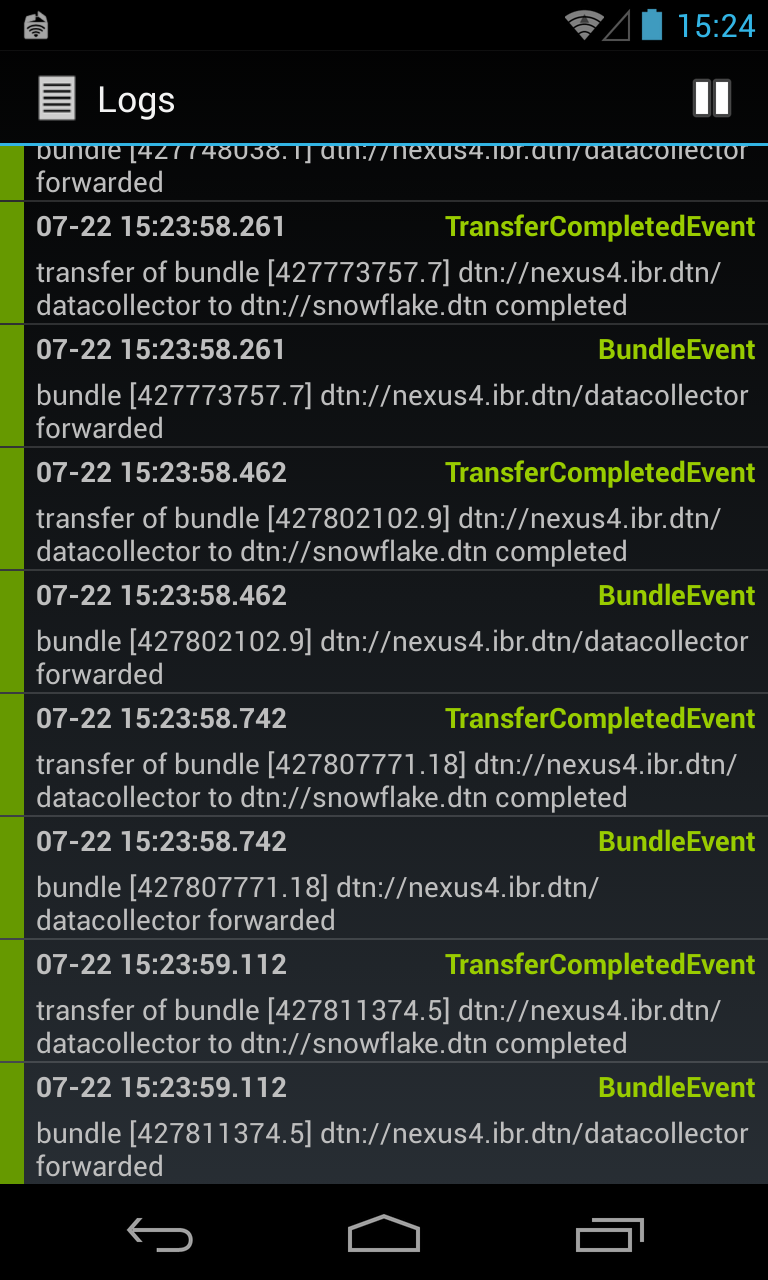 15:24
Logs
bundle [427748038.1] dtn://nexus4.ibr.dtn/datacollector
forwarded
07-22 15:23:58.261 TransferCompletedEvent
transfer of bundle [427773757.7] dtn://nexus4.ibr.dtn/
datacollector to dtn://snowflake.dtn completed
07-22 15:23:58.261 BundleEvent
bundle [427773757.7] dtn://nexus4.ibr.dtn/datacollector
forwarded
07-22 15:23:58.462 TransferCompletedEvent
transfer of bundle [427802102.9] dtn://nexus4.ibr.dtn/
datacollector to dtn://snowflake.dtn completed
07-22 15:23:58.462 BundleEvent
bundle [427802102.9] dtn://nexus4.ibr.dtn/datacollector
forwarded
07-22 15:23:58.742 TransferCompletedEvent
transfer of bundle [427807771.18] dtn://nexus4.ibr.dtn/
datacollector to dtn://snowflake.dtn completed
07-22 15:23:58.742 BundleEvent
bundle [427807771.18] dtn://nexus4.ibr.dtn/
datacollector forwarded
07-22 15:23:59.112 TransferCompletedEvent
transfer of bundle [427811374.5] dtn://nexus4.ibr.dtn/
datacollector to dtn://snowflake.dtn completed
07-22 15:23:59.112 BundleEvent
bundle [427811374.5] dtn://nexus4.ibr.dtn/datacollector
forwarded